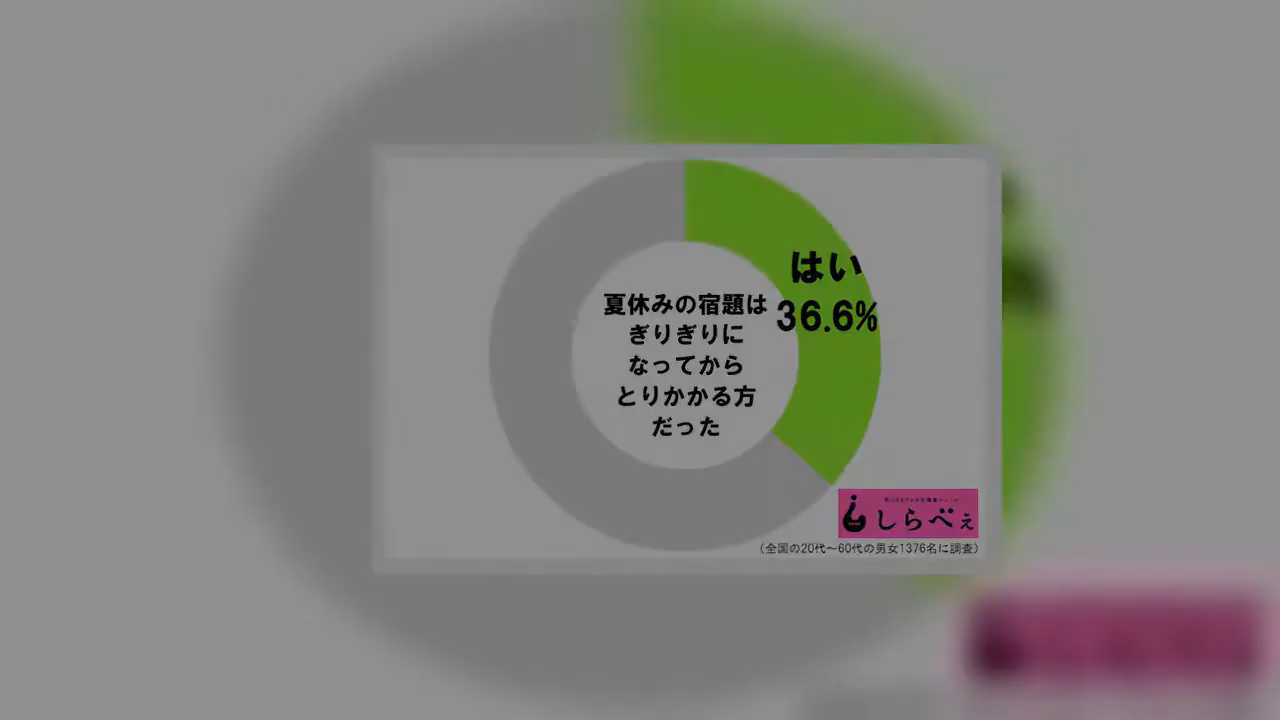 はい
36.6%
夏休みの宿題は
ぎりぎりに
なってから
とりかかる方
だった
しらべぇ
(全国の20代〜60代の男女1376名に調査)